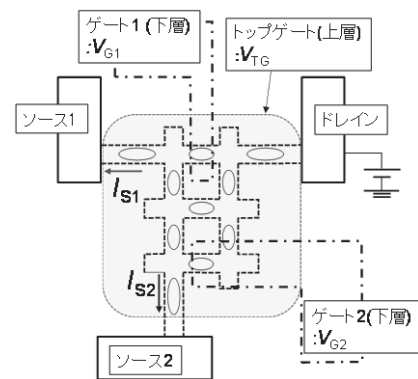 ゲート1 (下層)
:VG1
トップゲート(上層)
:VTG
ソース1
ドレイン
IS1
IS2
ゲート2(下層)
:VG2
ソース2